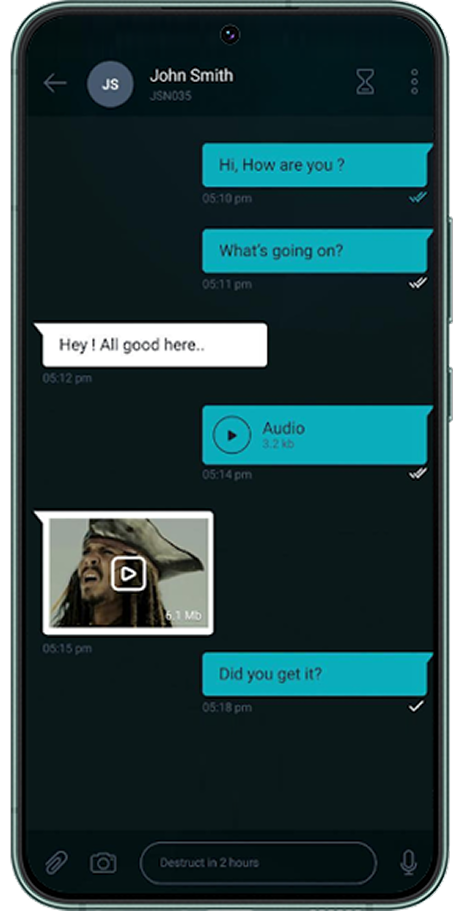 JS
John Smith
JSN035
Hi, How are you ?
05:10 pm
What's going on?
05:11 pm
Hey ! All good here..
05:12 pm
Audio
3.2 kb
05:14 pm
6.1 Mb
05:15 pm
Did you get it?
05:18 pm
Destruct in 2 hours